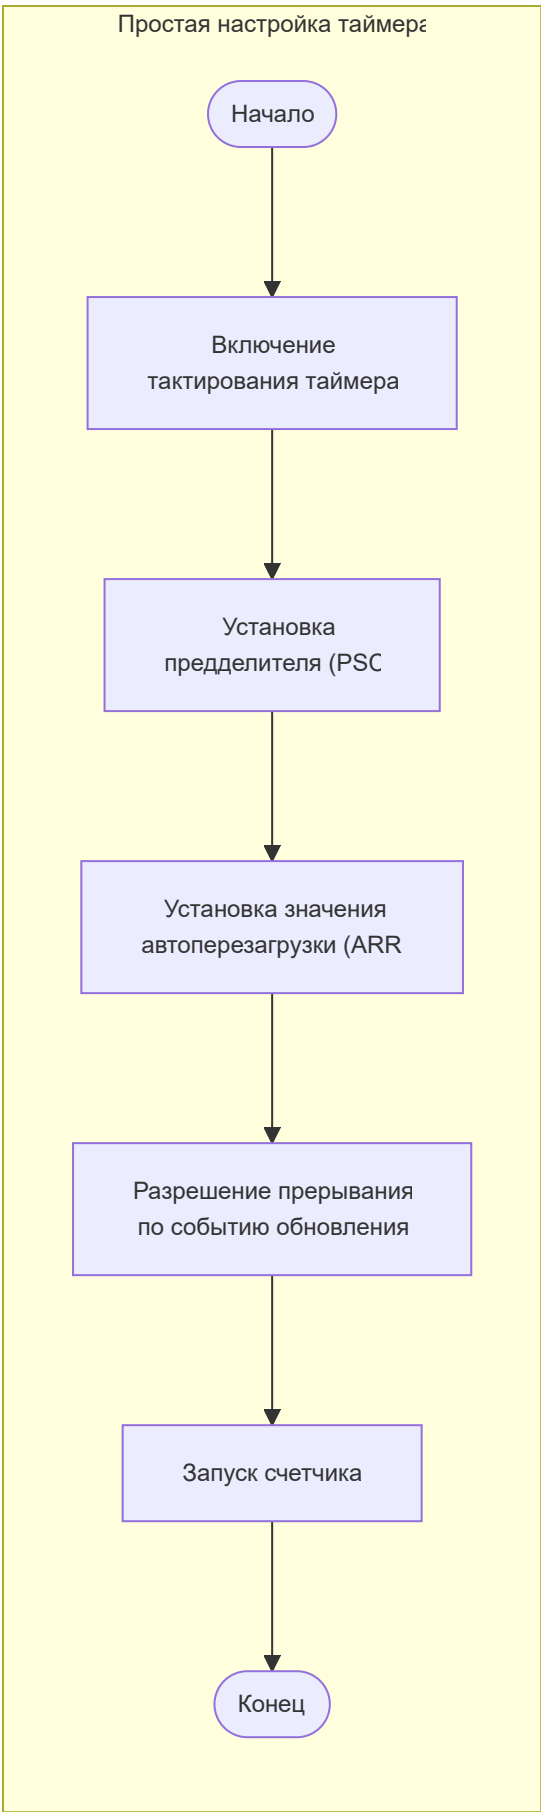 Простая настройка таймера
Начало
Включение
тактирования таймера
Установка
предделителя (PSC
Установка значения
автоперезагрузки (ARR
Разрешение прерывания
по событию обновления
Запуск счетчика
Конец